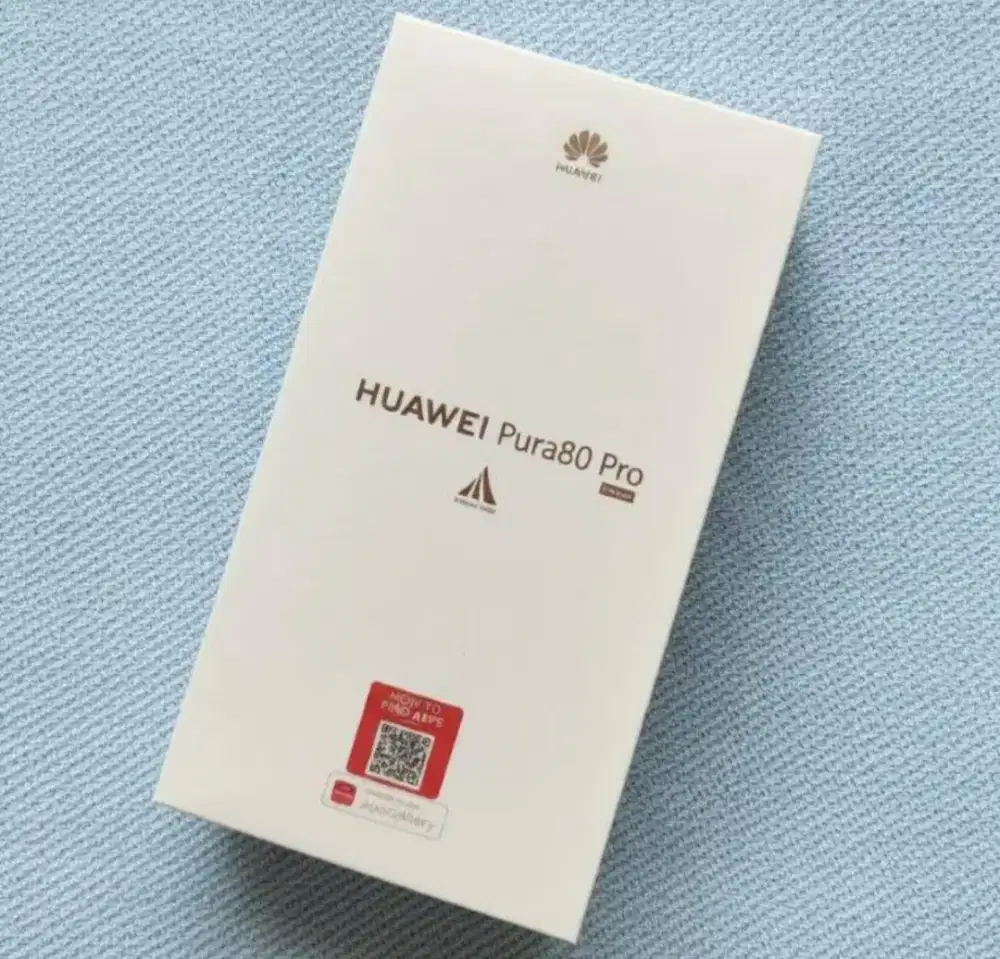 HUAWEI
HUAWEI Pura80 Pro
HOW TO
FIND APPS
AppGallery